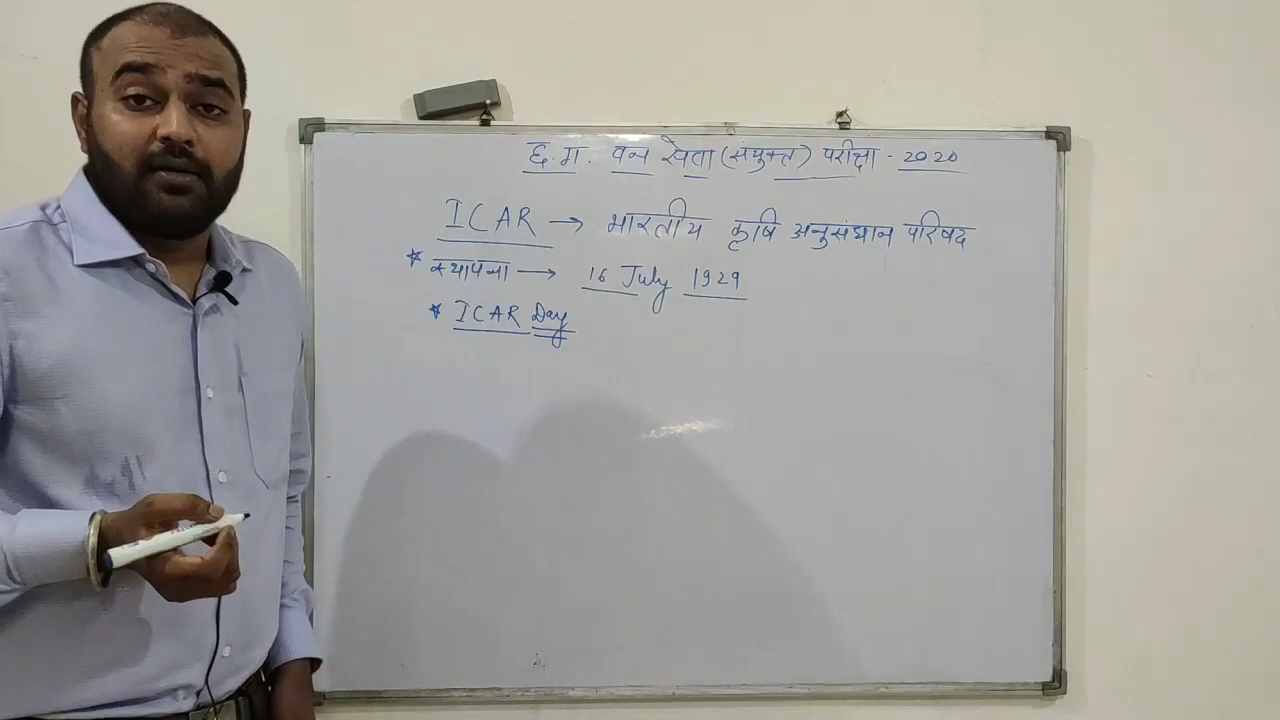 छ.ग. वन सेवा (संयुक्त) परीक्षा - 2020
ICAR → भारतीय कृषि अनुसंधान परिषद
* स्थापना → 16 July 1929
* ICAR Day